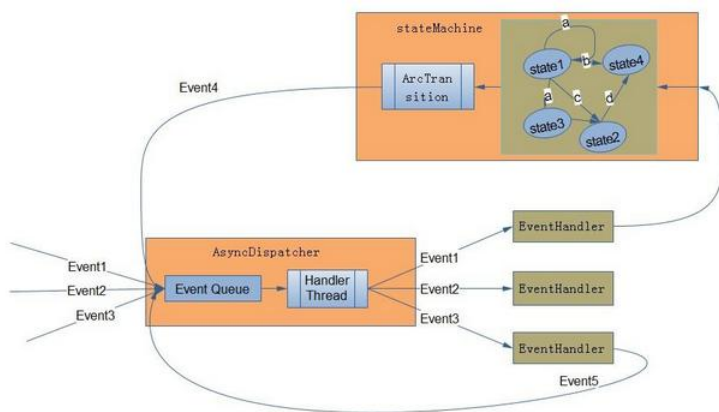 stateMachine
a
state1
b
state4
ArcTran
sition
a
c
d
state3
state2
Event4
AsyncDispatcher
Event1
Event2
Event3
Event Queue
Handler
Thread
Event1
Event2
Event3
EventHandler
EventHandler
EventHandler
Event5